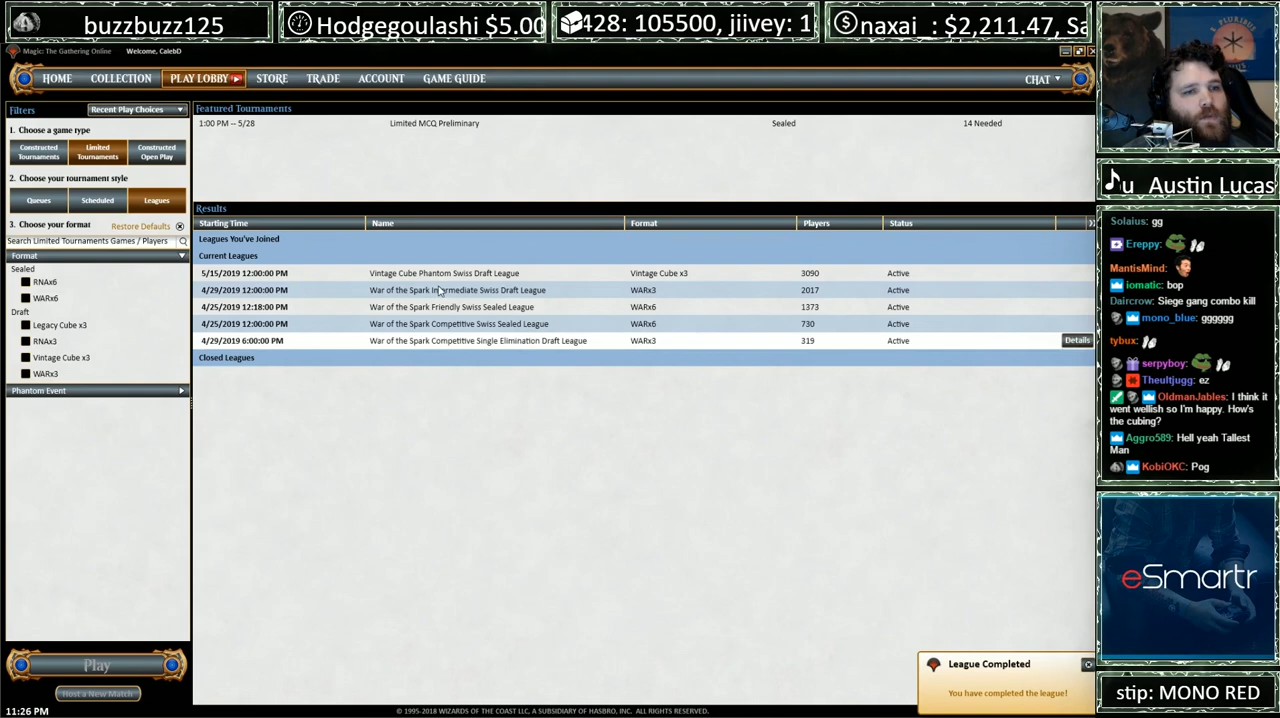 buzzbuzz125
Hodgegoulashi $5.00
428: 105500, jiivey: 1
naxai_: $2,211.47, Sa
Magic: The Gathering Online
Welcome, CalebD
HOME
COLLECTION
PLAY LOBBY
STORE
TRADE
ACCOUNT
GAME GUIDE
CHAT
Filters
Recent Play Choices
1. Choose a game type
Constructed Tournaments
Limited Tournaments
Constructed Open Play
2. Choose your tournament style
Queues
Scheduled
Leagues
3. Choose your format
Restore Defaults
Search Limited Tournaments Games / Players
Format
Sealed
RNAx6
WARx6
Draft
Legacy Cube x3
RNAx3
Vintage Cube x3
WARx3
Phantom Event
Play
Host a New Match
11:26 PM
Featured Tournaments
1:00 PM -- 5/28 Limited MCQ Preliminary Sealed 14 Needed
Results
Starting Time Name Format Players Status
Leagues You've Joined
Current Leagues
5/15/2019 12:00:00 PM Vintage Cube Phantom Swiss Draft League Vintage Cube x3 3090 Active
4/29/2019 12:00:00 PM War of the Spark Intermediate Swiss Draft League WARx3 2017 Active
4/25/2019 12:18:00 PM War of the Spark Friendly Swiss Sealed League WARx6 1373 Active
4/25/2019 12:00:00 PM War of the Spark Competitive Swiss Sealed League WARx6 730 Active
4/29/2019 6:00:00 PM War of the Spark Competitive Single Elimination Draft League WARx3 319 Active Details
Closed Leagues
League Completed
You have completed the league!
© 1995-2018 WIZARDS OF THE COAST LLC, A SUBSIDIARY OF HASBRO, INC. ALL RIGHTS RESERVED.
PLURIBUS
u Austin Lucas
Solaius: gg
Ereppy:
MantisMind:
iomatic: bop
Daircrow: Siege gang combo kill
mono_blue: gggggg
tybux:
serpyboy:
Theultjugg: ez
OldmanJables: I think it
went wellish so I'm happy. How's
the cubing?
Aggro589: Hell yeah Tallest
Man
KobiOKC: Pog
eSmartr
stip: MONO RED